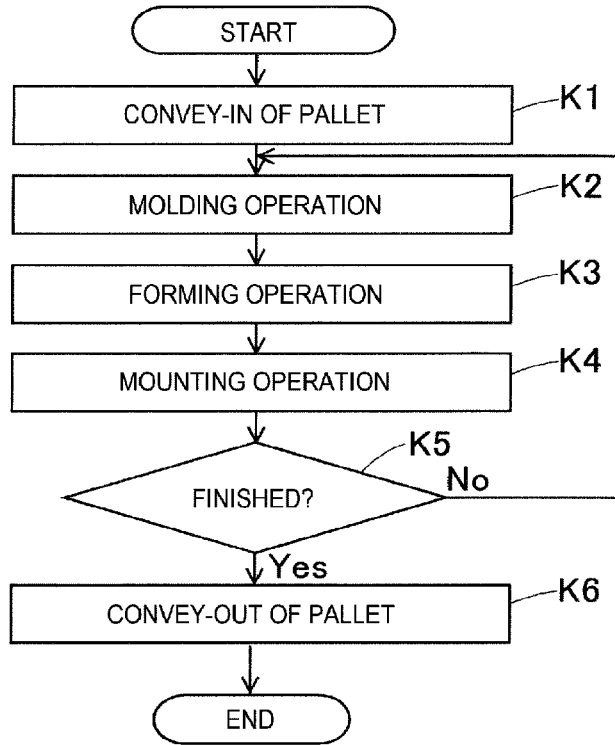 START
CONVEY-IN OF PALLET
K1
MOLDING OPERATION
K2
FORMING OPERATION
K3
MOUNTING OPERATION
K4
K5
FINISHED?
No
Yes
CONVEY-OUT OF PALLET
K6
END